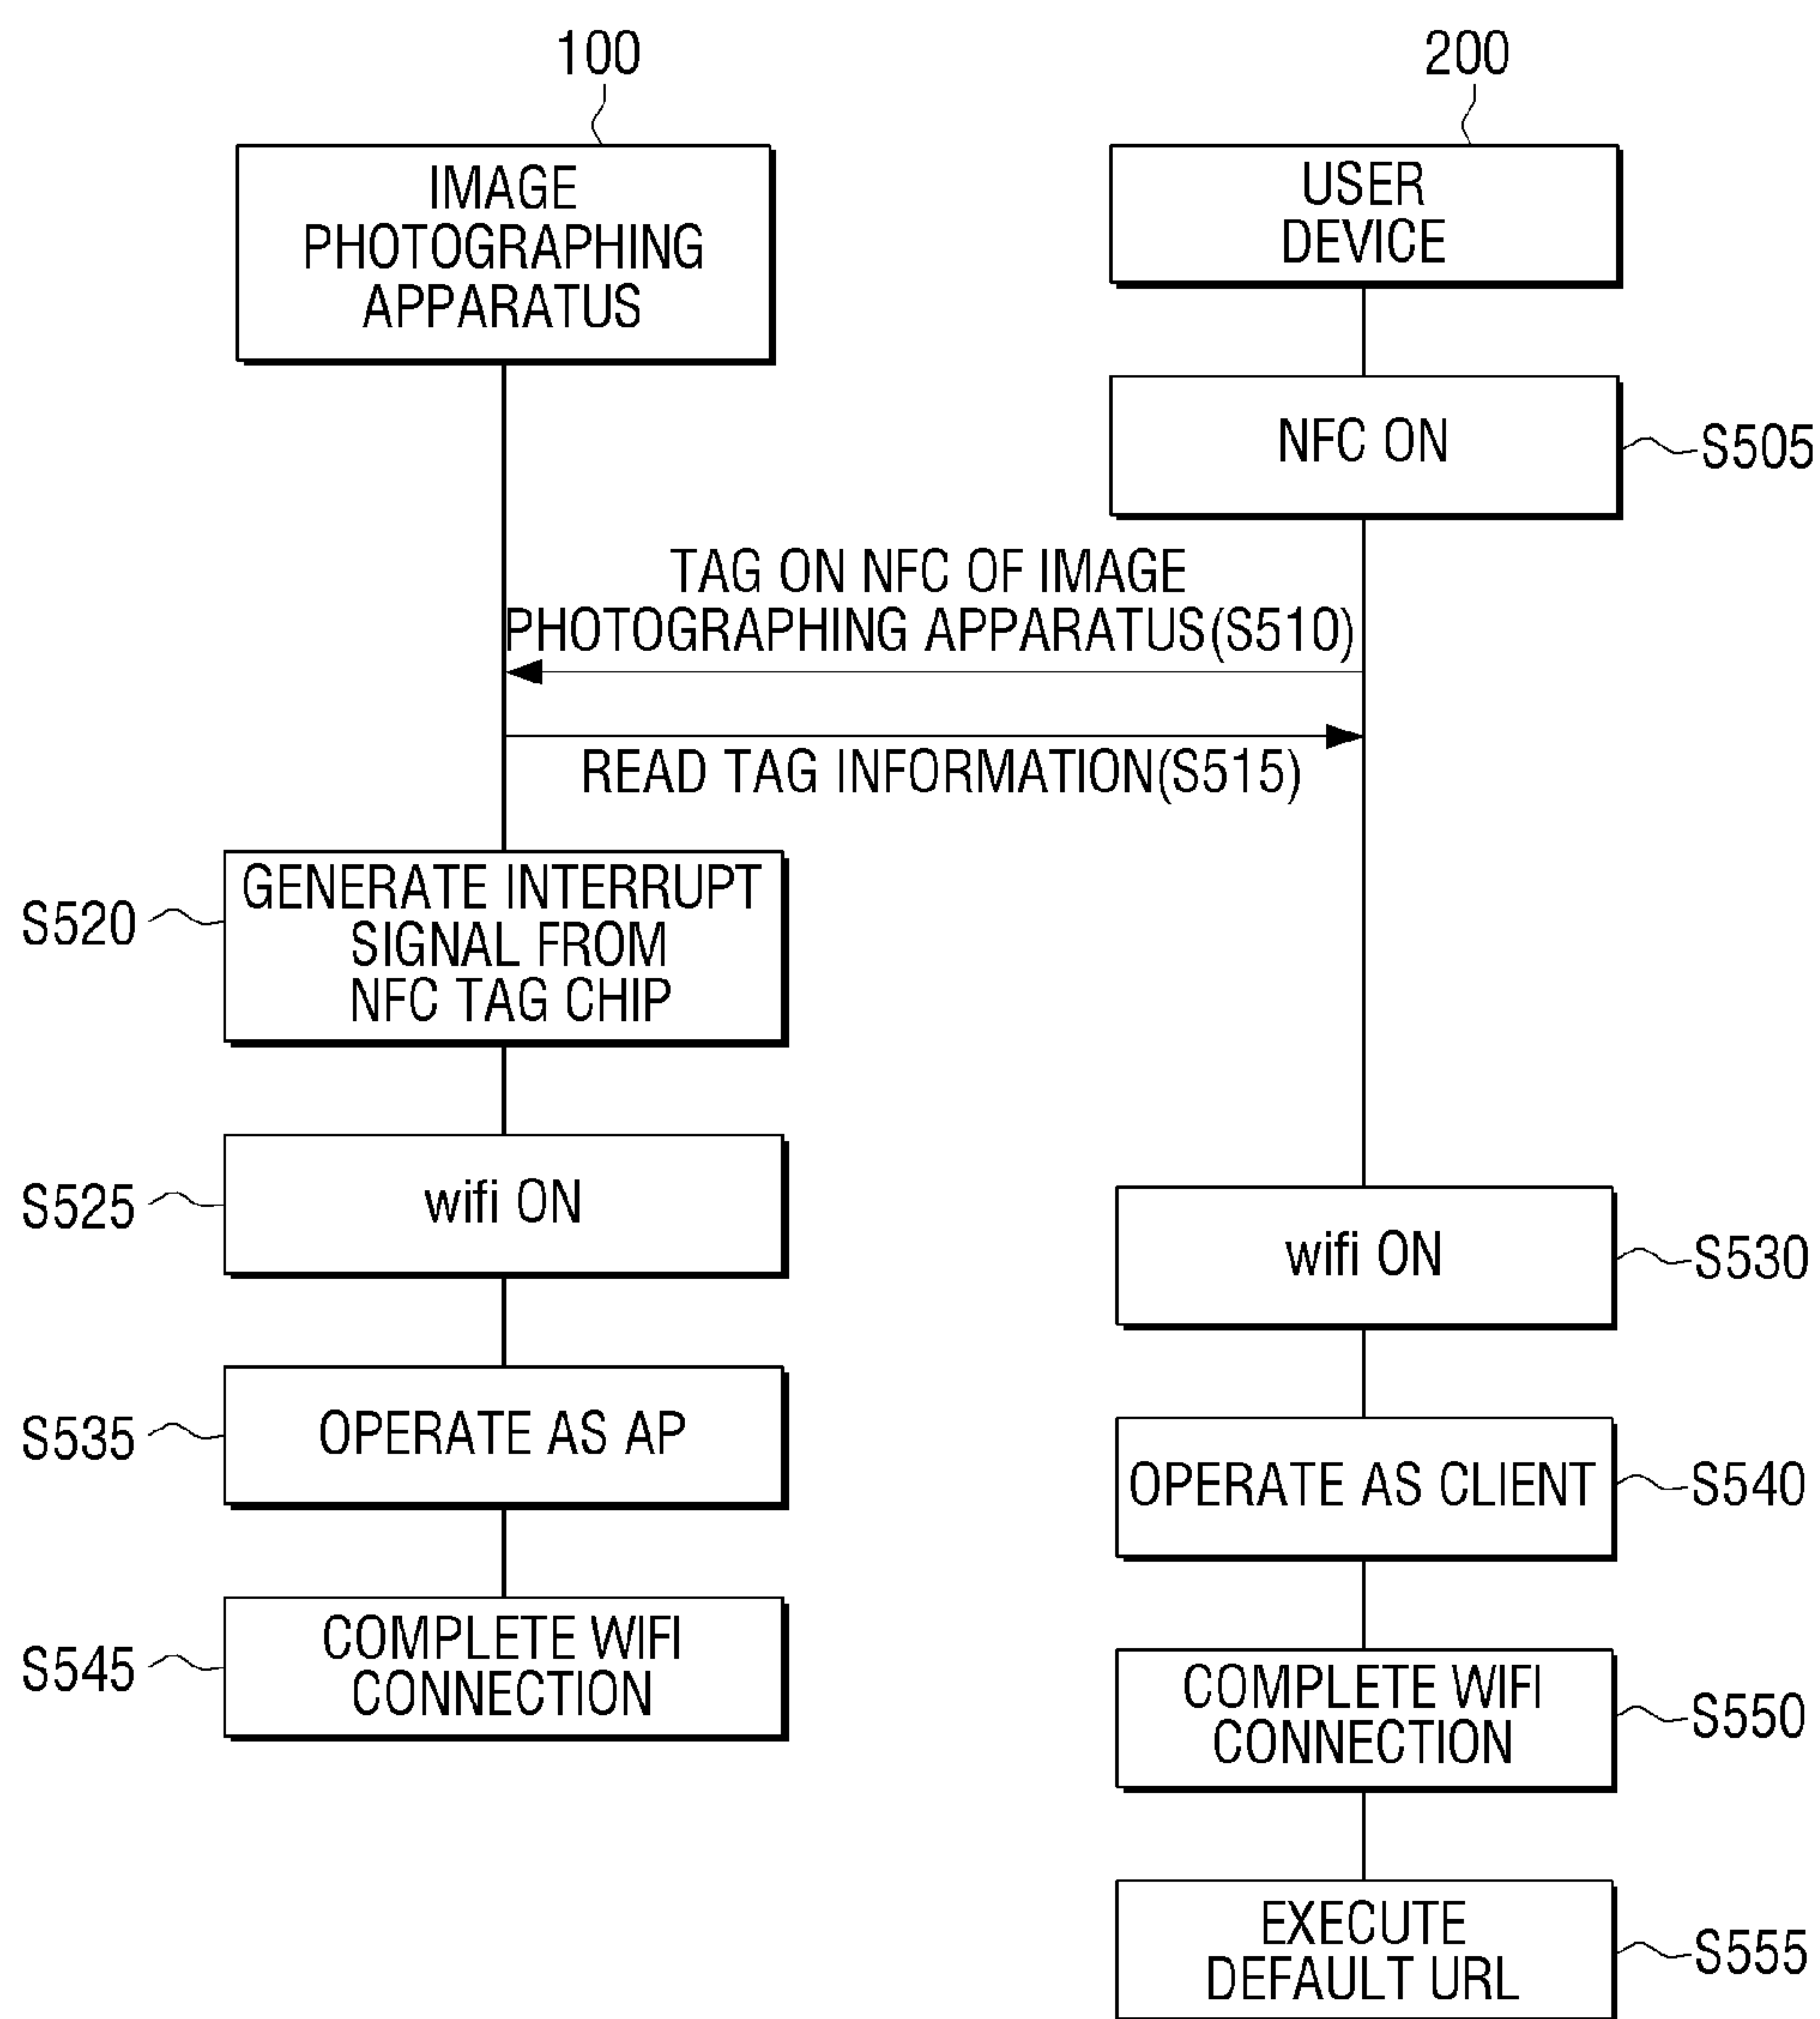 100
200
IMAGE
PHOTOGRAPHING
APPARATUS
USER
DEVICE
NFC ON
S505
TAG ON NFC OF IMAGE
PHOTOGRAPHING APPARATUS(S510)
READ TAG INFORMATION(S515)
S520
GENERATE INTERRUPT
SIGNAL FROM
NFC TAG CHIP
S525
wifi ON
wifi ON
S530
S535
OPERATE AS AP
OPERATE AS CLIENT
S540
S545
COMPLETE WIFI
CONNECTION
COMPLETE WIFI
CONNECTION
S550
EXECUTE
DEFAULT URL
S555